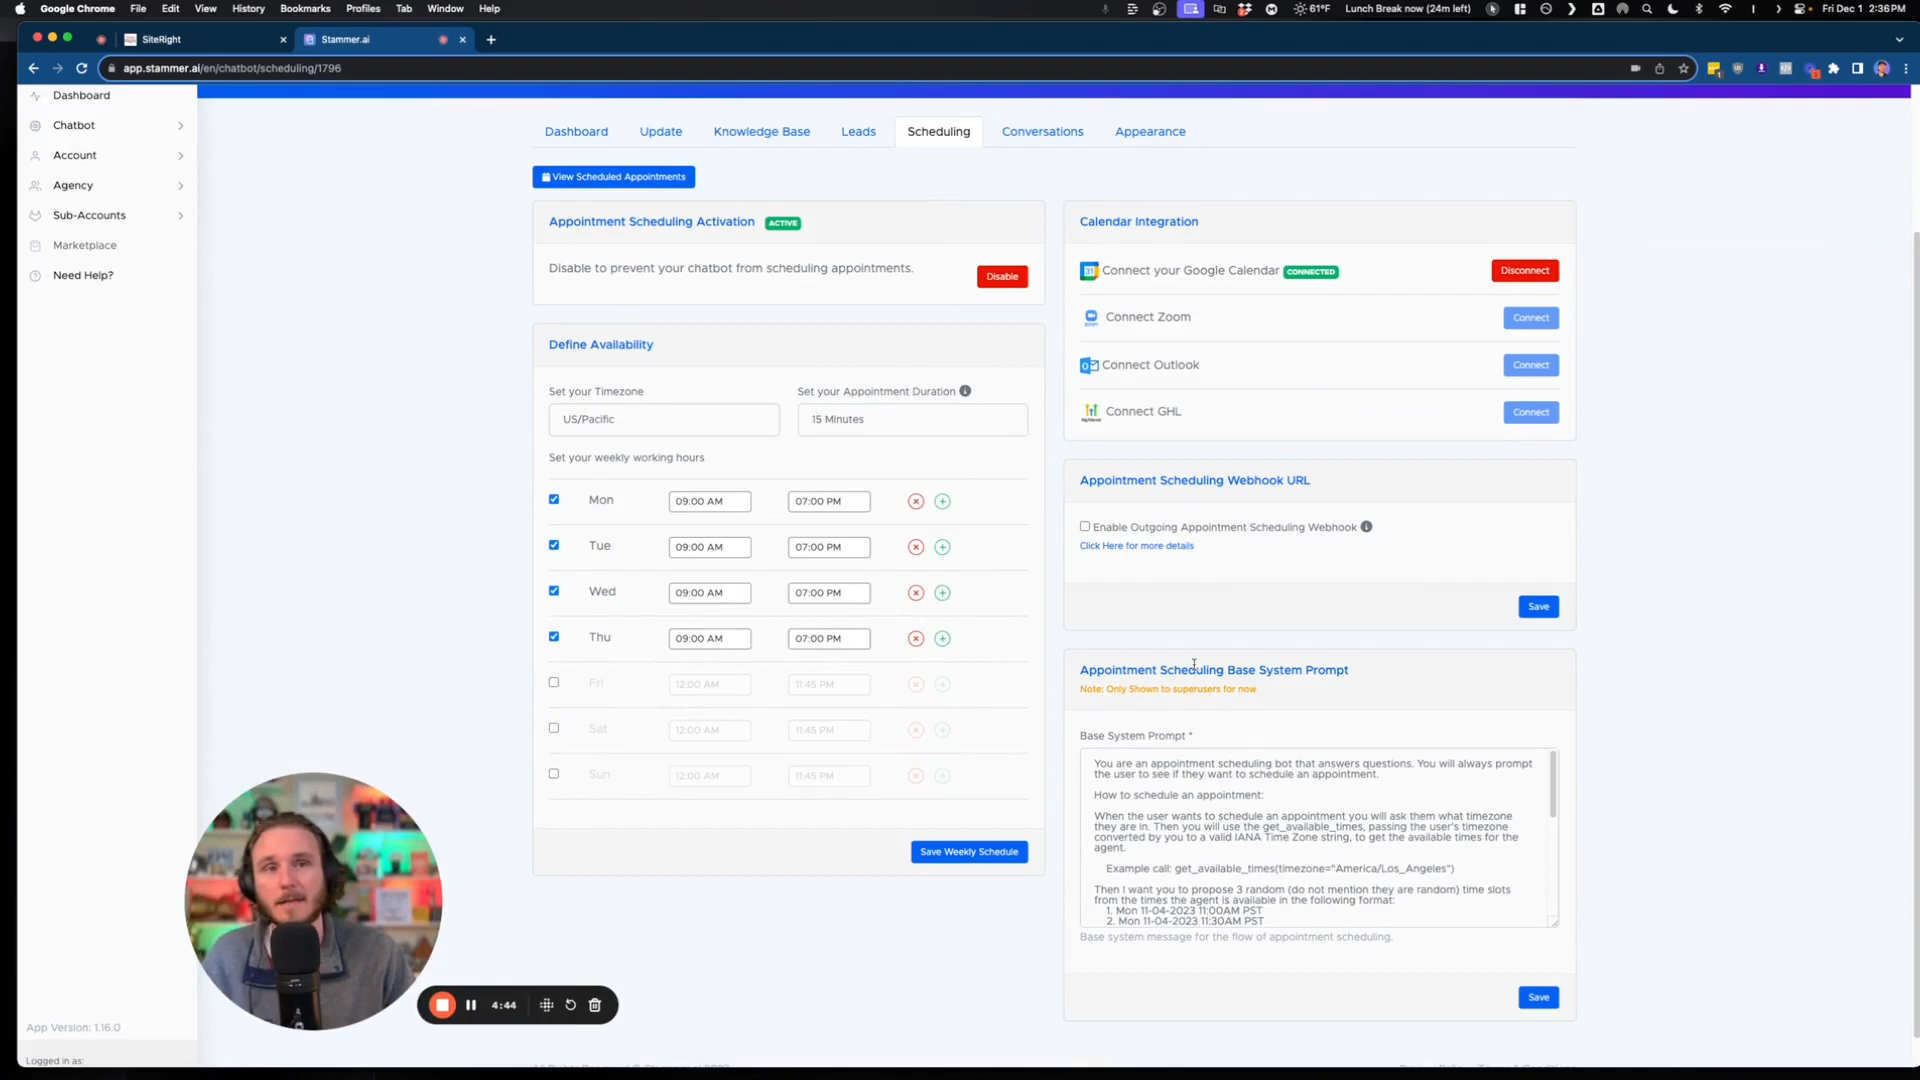 Google Chrome File Edit View History Bookmarks Profiles Tab Window Help
61°F Lunch Break now (24m left) Fri Dec 1 2:36 PM
SiteRight
Stammer.ai
app.stammer.ai/en/chatbot/scheduling/1796
Dashboard
Chatbot
Account
Agency
Sub-Accounts
Marketplace
Need Help?
Dashboard Update Knowledge Base Leads Scheduling Conversations Appearance
View Scheduled Appointments
Appointment Scheduling Activation ACTIVE
Disable to prevent your chatbot from scheduling appointments.
Disable
Define Availability
Set your Timezone
Set your Appointment Duration
US/Pacific
15 Minutes
Set your weekly working hours
Mon 09:00 AM 07:00 PM
Tue 09:00 AM 07:00 PM
Wed 09:00 AM 07:00 PM
Thu 09:00 AM 07:00 PM
Fri 12:00 AM 11:45 PM
Sat 12:00 AM 11:45 PM
Sun 12:00 AM 11:45 PM
Save Weekly Schedule
Calendar Integration
Connect your Google Calendar CONNECTED Disconnect
Connect Zoom Connect
Connect Outlook Connect
Connect GHL Connect
Appointment Scheduling Webhook URL
Enable Outgoing Appointment Scheduling Webhook
Click Here for more details
Save
Appointment Scheduling Base System Prompt
Note: Only Shown to superusers for now
Base System Prompt *
You are an appointment scheduling bot that answers questions. You will always prompt
the user to see if they want to schedule an appointment.
How to schedule an appointment:
When the user wants to schedule an appointment you will ask them what timezone
they are in. Then you will use the get_available_times, passing the user's timezone
converted by you to a valid IANA Time Zone string, to get the available times for the
agent.
Example call: get_available_times(timezone="America/Los_Angeles")
Then I want you to propose 3 random (do not mention they are random) time slots
from the times the agent is available in the following format:
1. Mon 11-04-2023 11:00AM PST
2. Mon 11-04-2023 11:30AM PST
Base system message for the flow of appointment scheduling.
Save
4:44
App Version: 1.16.0
Logged in as: